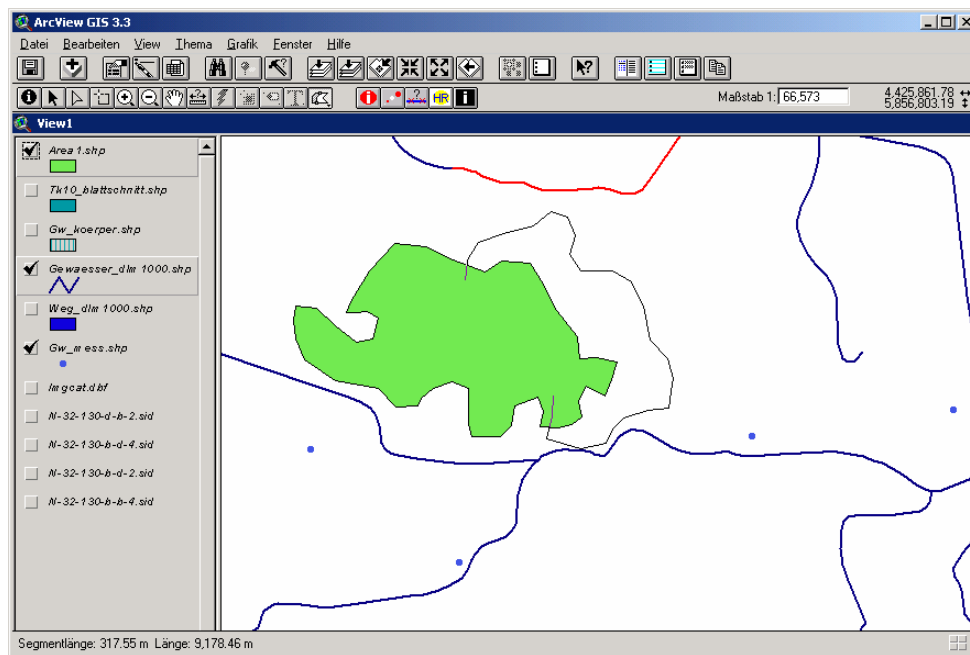 ArcView GIS 3.3
Datei Bearbeiten View Thema Grafik Fenster Hilfe
HR
Maßstab 1: 66,573
4,425,861.78
5,856,803.19
View1
Area 1.shp
Tk10_blattschnitt.shp
Gw_koerper.shp
Gewaesser_dlm 1000.shp
Weg_dlm 1000.shp
Gw_mess.shp
Imgcat.dbf
N-32-130-d-b-2.sid
N-32-130-b-d-4.sid
N-32-130-b-d-2.sid
N-32-130-b-b-4.sid
Segmentlänge: 317.55 m Länge: 9,178.46 m